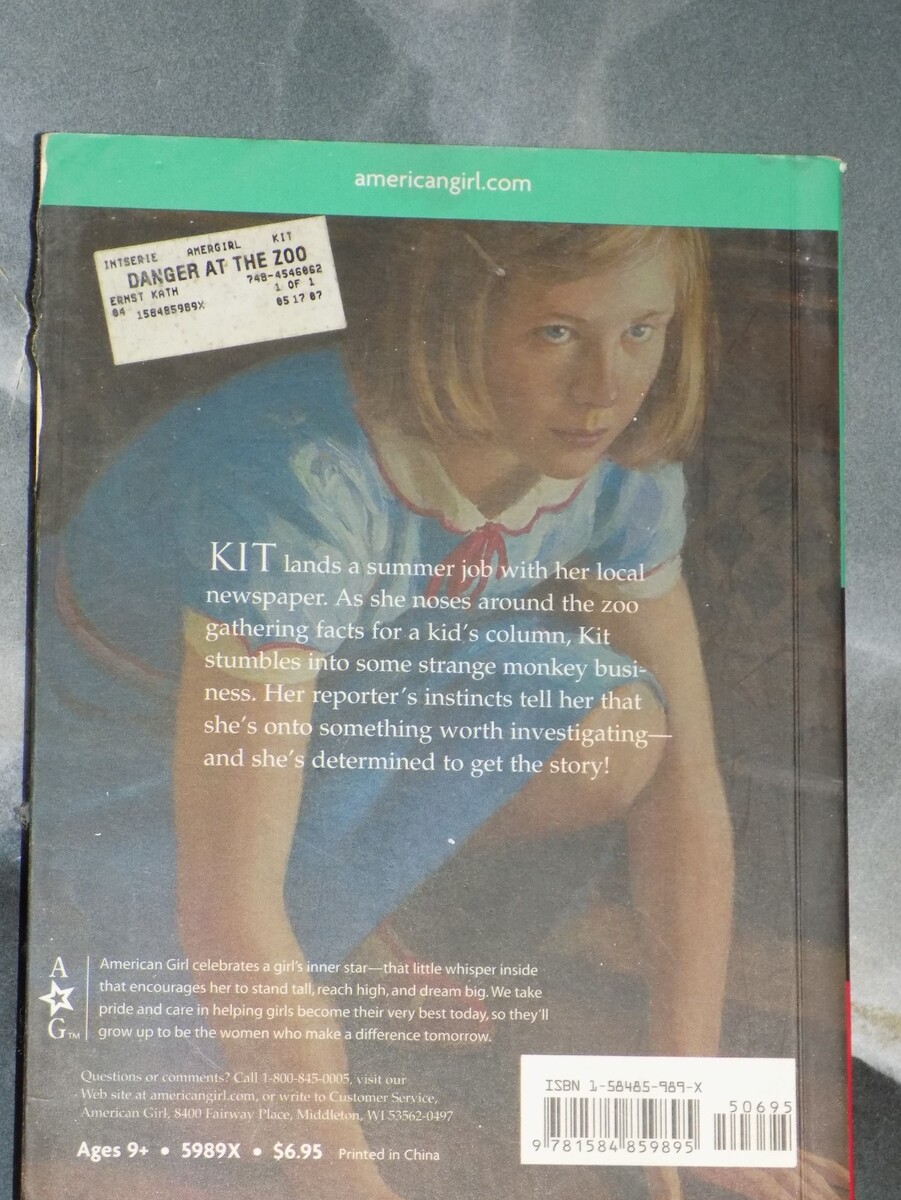 americangirl.com
INTSERIE AMERGIRL KIT
DANGER AT THE ZOO
ERNST KATH 748-4546062
04 158485989X 1 OF 1
05 17 07
KIT lands a summer job with her local
newspaper. As she noses around the zoo
gathering facts for a kid's column, Kit
stumbles into some strange monkey busi-
ness. Her reporter's instincts tell her that
she's onto something worth investigating—
and she's determined to get the story!
A
G™
American Girl celebrates a girl's inner star—that little whisper inside
that encourages her to stand tall, reach high, and dream big. We take
pride and care in helping girls become their very best today, so they'll
grow up to be the women who make a difference tomorrow.
Questions or comments? Call 1-800-845-0005, visit our
Web site at americangirl.com, or write to Customer Service,
American Girl, 8400 Fairway Place, Middleton, WI 53562-0497
Ages 9+ • 5989X • $6.95 Printed in China
ISBN 1-58485-989-X
50695
9 781584 859895